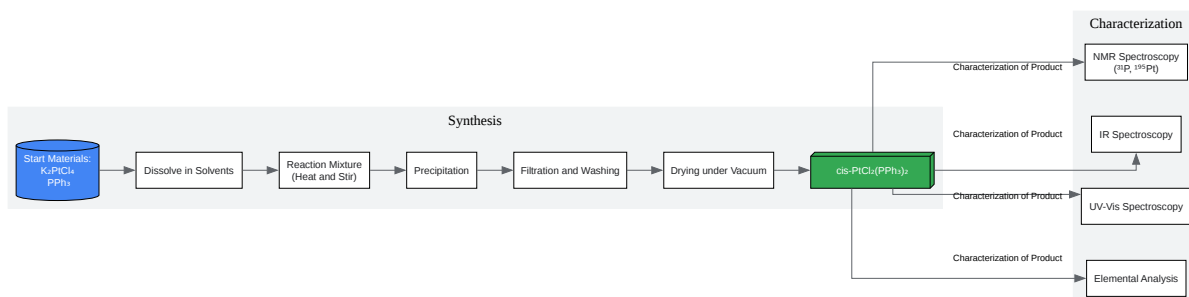 Characterization
NMR Spectroscopy
(³¹P, ¹⁹⁵Pt)
Characterization of Product
Synthesis
Start Materials:
K₂PtCl₄
PPh₃
Dissolve in Solvents
Reaction Mixture
(Heat and Stir)
Precipitation
Filtration and Washing
Drying under Vacuum
cis-PtCl₂(PPh₃)₂
Characterization of Product
IR Spectroscopy
Characterization of Product
UV-Vis Spectroscopy
Characterization of Product
Elemental Analysis